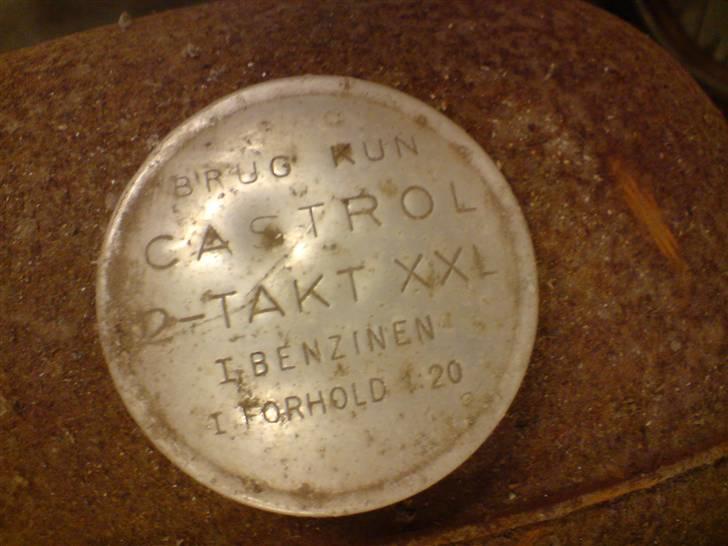 BRUG KUN
CASTROL
2-TAKT XXL
I BENZINEN
I FORHOLD 1:20